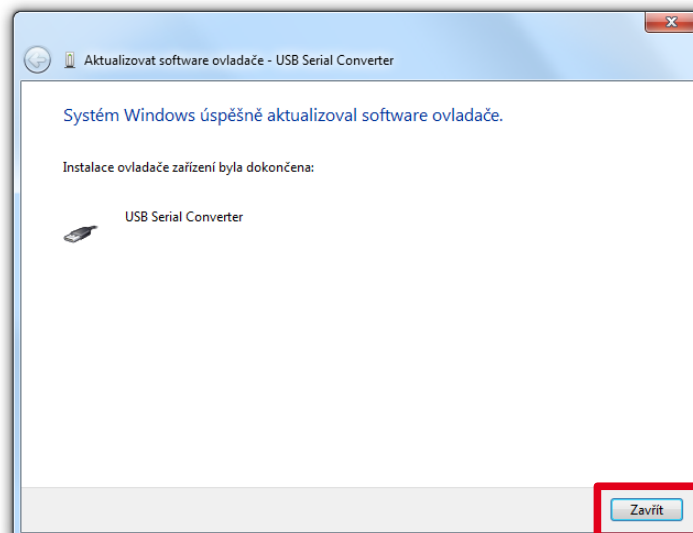 Aktualizovat software ovladače - USB Serial Converter
Systém Windows úspěšně aktualizoval software ovladače.
Instalace ovladače zařízení byla dokončena:
USB Serial Converter
Zavřít